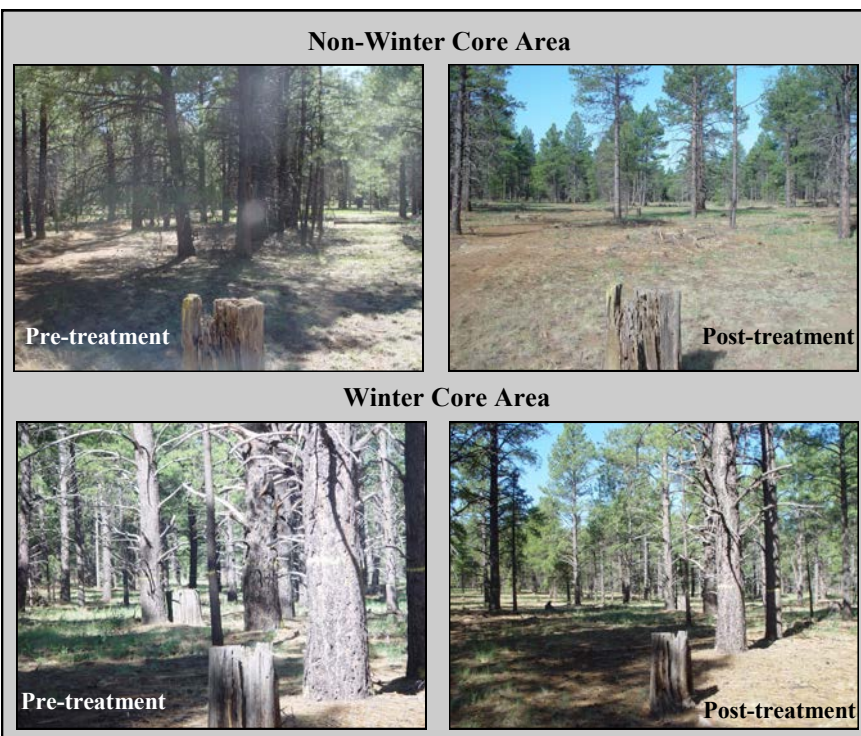 Non-Winter Core Area
Pre-treatment
Post-treatment
Winter Core Area
Pre-treatment
Post-treatment